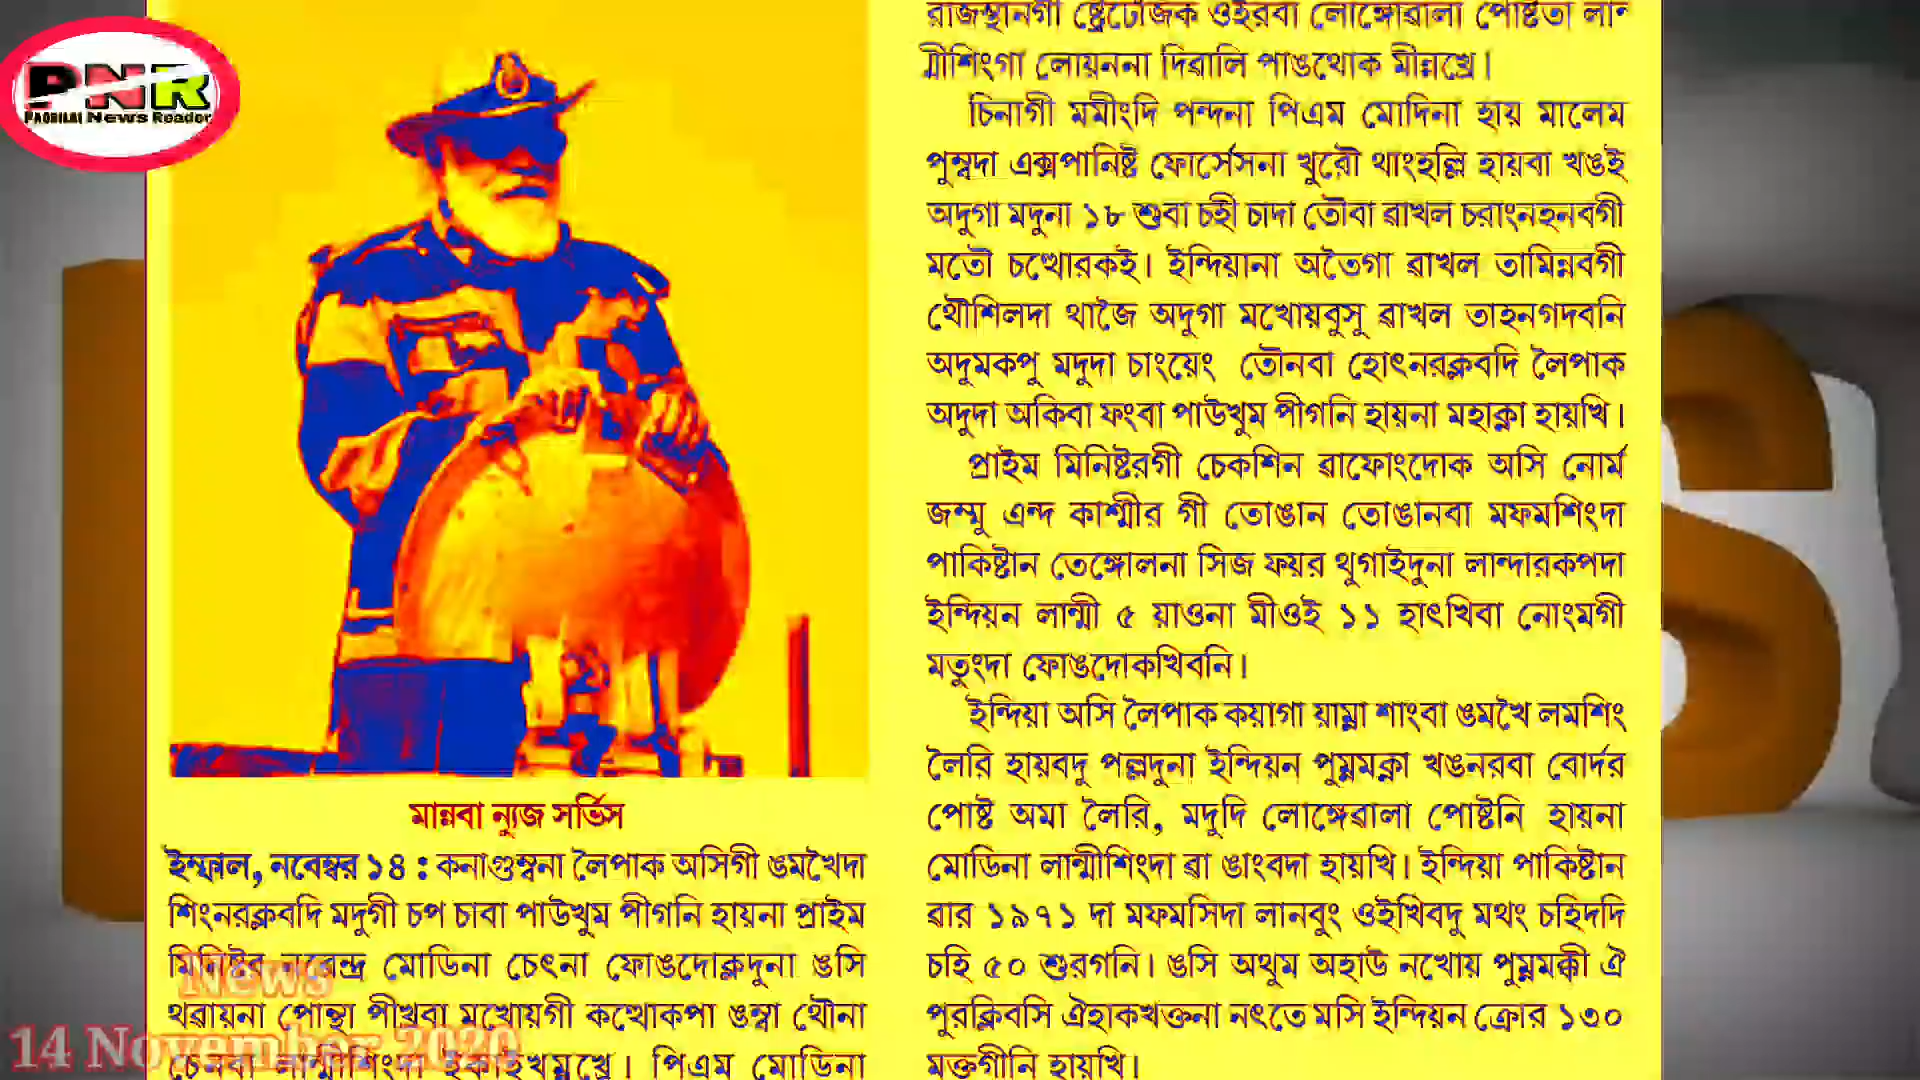 PNR
PAOBILAI News Reader
মান্নবা ন্যুজ সর্ভিস
ইম্ফাল, নবেম্বর ১৪ : কনাগুম্বনা লৈপাক অসিগী ঙমখৈদা
শিংনরক্লবদি মদুগী চপ চাবা পাউখুম পীগনি হায়না প্রাইম
মিনিষ্টর নরেন্দ্র মোডিনা চেৎনা ফোঙদোক্লদুনা ঙসি
থৱায়না পোন্থা পীখ্রবা মখোয়গী কত্থোকপা ঙম্বা থৌনা
পিএম মোডিনা
রাজস্থানগী ষ্ট্রেটেজিক ওইরবা লোঙ্গোৱালা পোষ্টতা
মীশিংগা লোয়ননা দিৱালি পাঙথোক মীন্নখ্রে।
চিনাগী মমীংদি পন্দনা পিএম মোদিনা হায় মালেম
পুম্বদা এক্সপানিষ্ট ফোর্সেসনা খুরৌ থাংহল্লি হায়বা খঙই
অদুগা মদুনা ১৮ শুবা চহী চাদা তৌবা ৱাখল চরাংনহনবগী
মতৌ চত্থোরকই। ইন্দিয়ানা অতৈগা ৱাখল তামিন্নবগী
থৌশিলদা থাজৈ অদুগা মখোয়বুসু ৱাখল তাহনগদবনি
অদুমকপু মদুদা চাংয়েং তৌনবা হোৎনরক্লবদি লৈপাক
অদুদা অকিবা ফংবা পাউখুম পীগনি হায়না মহাক্না হায়খি।
প্রাইম মিনিষ্টরগী চেকশিন ৱাফোংদোক অসি নোর্ম
জম্মু এন্দ কাশ্মীর গী তোঙান তোঙানবা মফমশিংদা
পাকিষ্টান তেঙ্গোলনা সিজ ফয়র থুগাইদুনা লান্দারকপদা
ইন্দিয়ন লান্মী ৫ য়াওনা মীওই ১১ হাৎখিবা নোংমগী
মতুংদা ফোঙদোকখিবনি।
ইন্দিয়া অসি লৈপাক কয়াগা য়াম্না শাংবা ঙমখৈ লমশিং
লৈরি হায়বদু পল্লদুনা ইন্দিয়ন পুম্নমক্না খঙনরবা বোর্দর
পোষ্ট অমা লৈরি, মদুদি লোঙ্গেৱালা পোষ্টনি হায়না
মোডিনা লান্মীশিংদা ৱা ঙাংবদা হায়খি। ইন্দিয়া পাকিষ্টান
ৱার ১৯৭১ দা মফমসিদা লানবুং ওইখিবদু মথং চহিদদি
চহি ৫০ শুরগনি। ঙসি অথুম অহাউ নখোয় পুম্নমক্কী ঐ
পুরক্লিবসি ঐহাকখক্তনা নৎতে মসি ইন্দিয়ন ক্রোর ১৩০
মক্তগীনি হায়খি।
News
14 November 2020